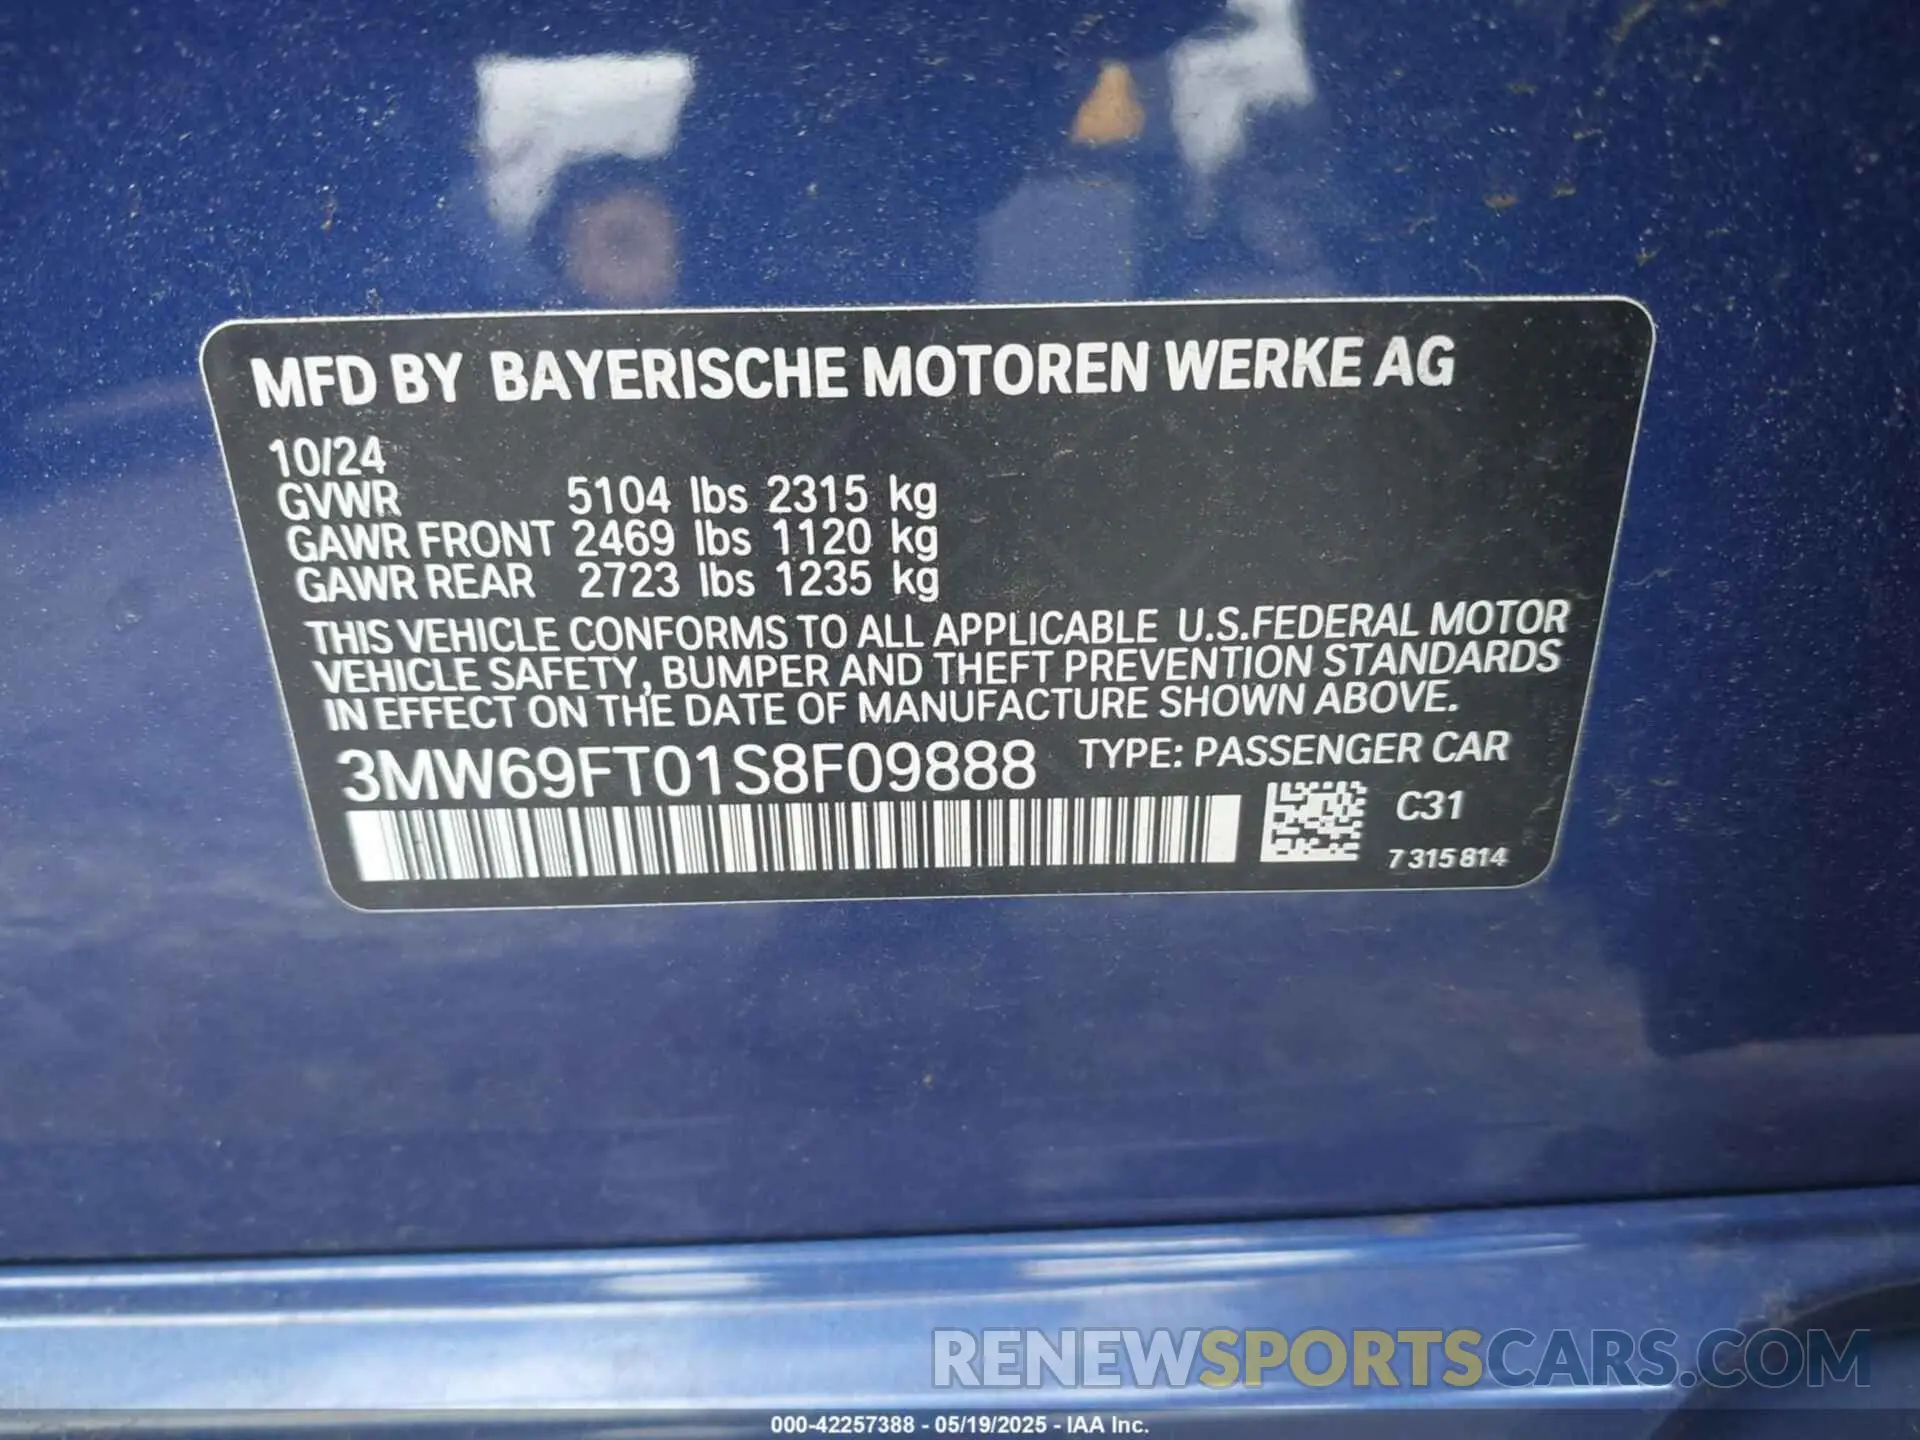 MFD BY BAYERISCHE MOTOREN WERKE AG
10/24
GVWR 5104 lbs 2315 kg
GAWR FRONT 2469 lbs 1120 kg
GAWR REAR 2723 lbs 1235 kg
THIS VEHICLE CONFORMS TO ALL APPLICABLE U.S.FEDERAL MOTOR
VEHICLE SAFETY, BUMPER AND THEFT PREVENTION STANDARDS
IN EFFECT ON THE DATE OF MANUFACTURE SHOWN ABOVE.
3MW69FT01S8F09888 TYPE: PASSENGER CAR
C31
7 315 814
RENEWSPORTSCARS.COM
000-42257388 - 05/19/2025 - IAA Inc.